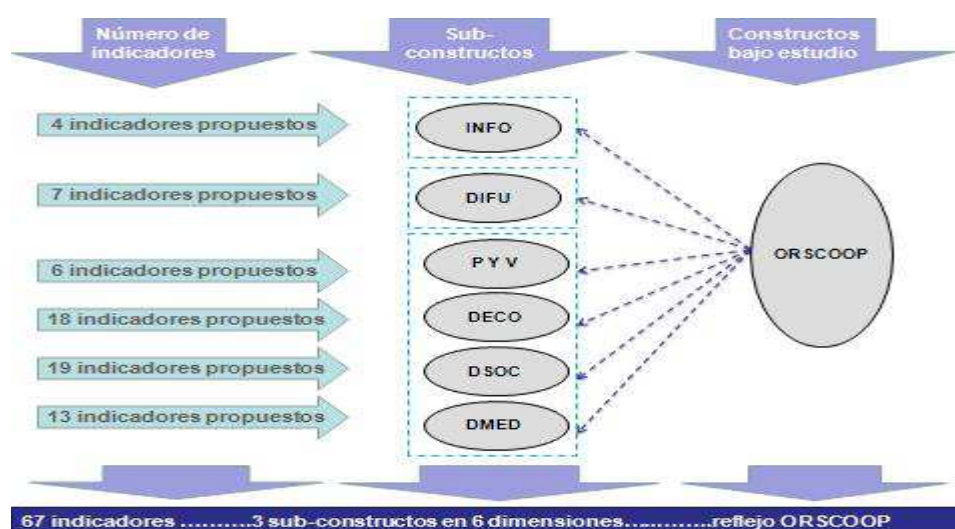 Número de
indicadores
Sub-
constructos
Constructos
bajo estudio
4 indicadores propuestos
INFO
7 indicadores propuestos
DIFU
6 indicadores propuestos
P Y V
ORSCOOP
18 indicadores propuestos
DECO
19 indicadores propuestos
DSOC
13 indicadores propuestos
DMED
67 indicadores ..........3 sub-constructos en 6 dimensiones..............reflejo ORSCOOP